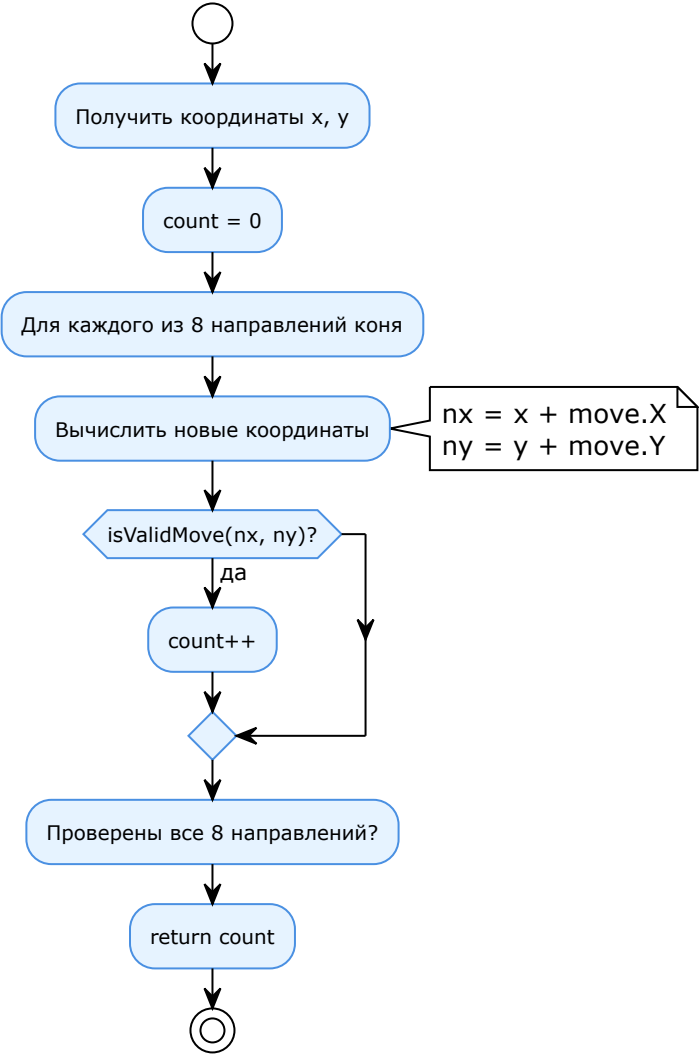 Получить координаты x, y
count = 0
Для каждого из 8 направлений коня
Вычислить новые координаты
nx = x + move.X
ny = y + move.Y
isValidMove(nx, ny)?
да
count++
Проверены все 8 направлений?
return count